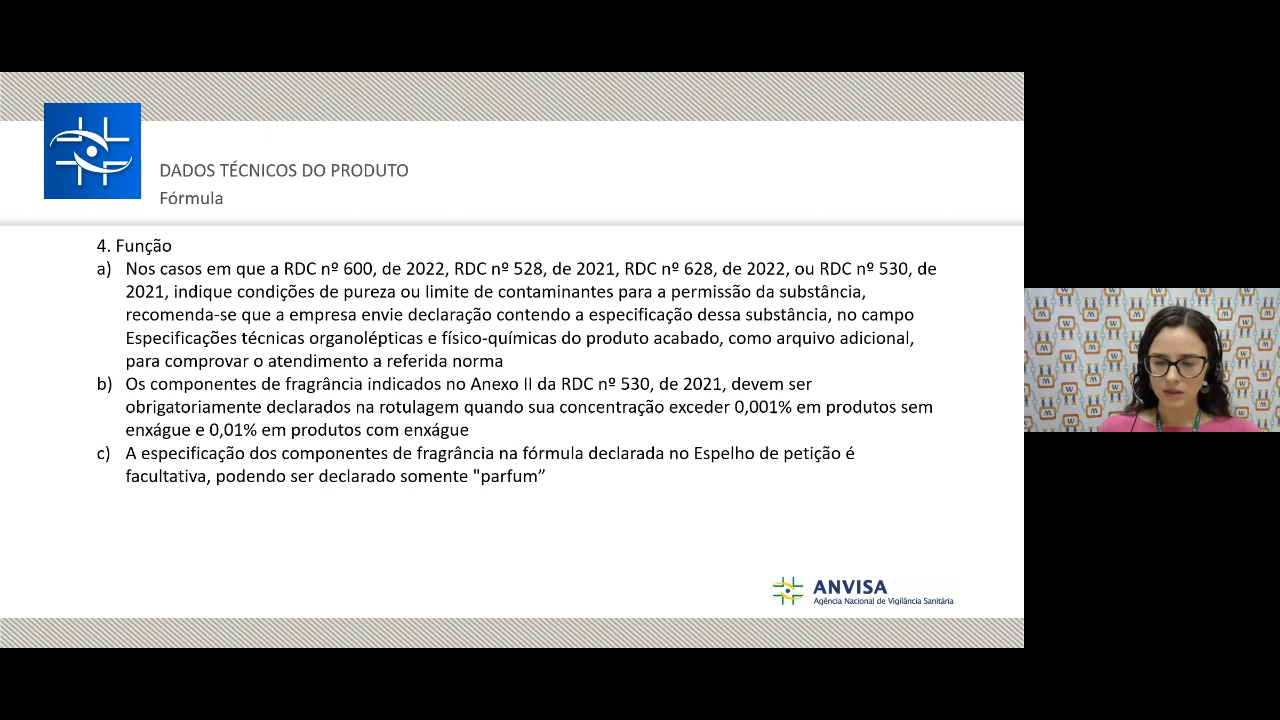 DADOS TÉCNICOS DO PRODUTO
Fórmula
4. Função
a) Nos casos em que a RDC nº 600, de 2022, RDC nº 528, de 2021, RDC nº 628, de 2022, ou RDC nº 530, de
2021, indique condições de pureza ou limite de contaminantes para a permissão da substância,
recomenda-se que a empresa envie declaração contendo a especificação dessa substância, no campo
Especificações técnicas organolépticas e físico-químicas do produto acabado, como arquivo adicional,
para comprovar o atendimento a referida norma
b) Os componentes de fragrância indicados no Anexo II da RDC nº 530, de 2021, devem ser
obrigatoriamente declarados na rotulagem quando sua concentração exceder 0,001% em produtos sem
enxágue e 0,01% em produtos com enxágue
c) A especificação dos componentes de fragrância na fórmula declarada no Espelho de petição é
facultativa, podendo ser declarado somente "parfum”
ANVISA
Agência Nacional de Vigilância Sanitária